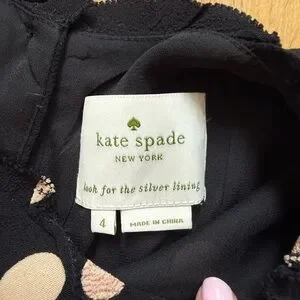 kate spade
NEW YORK
look for the silver lining
4
MADE IN CHINA